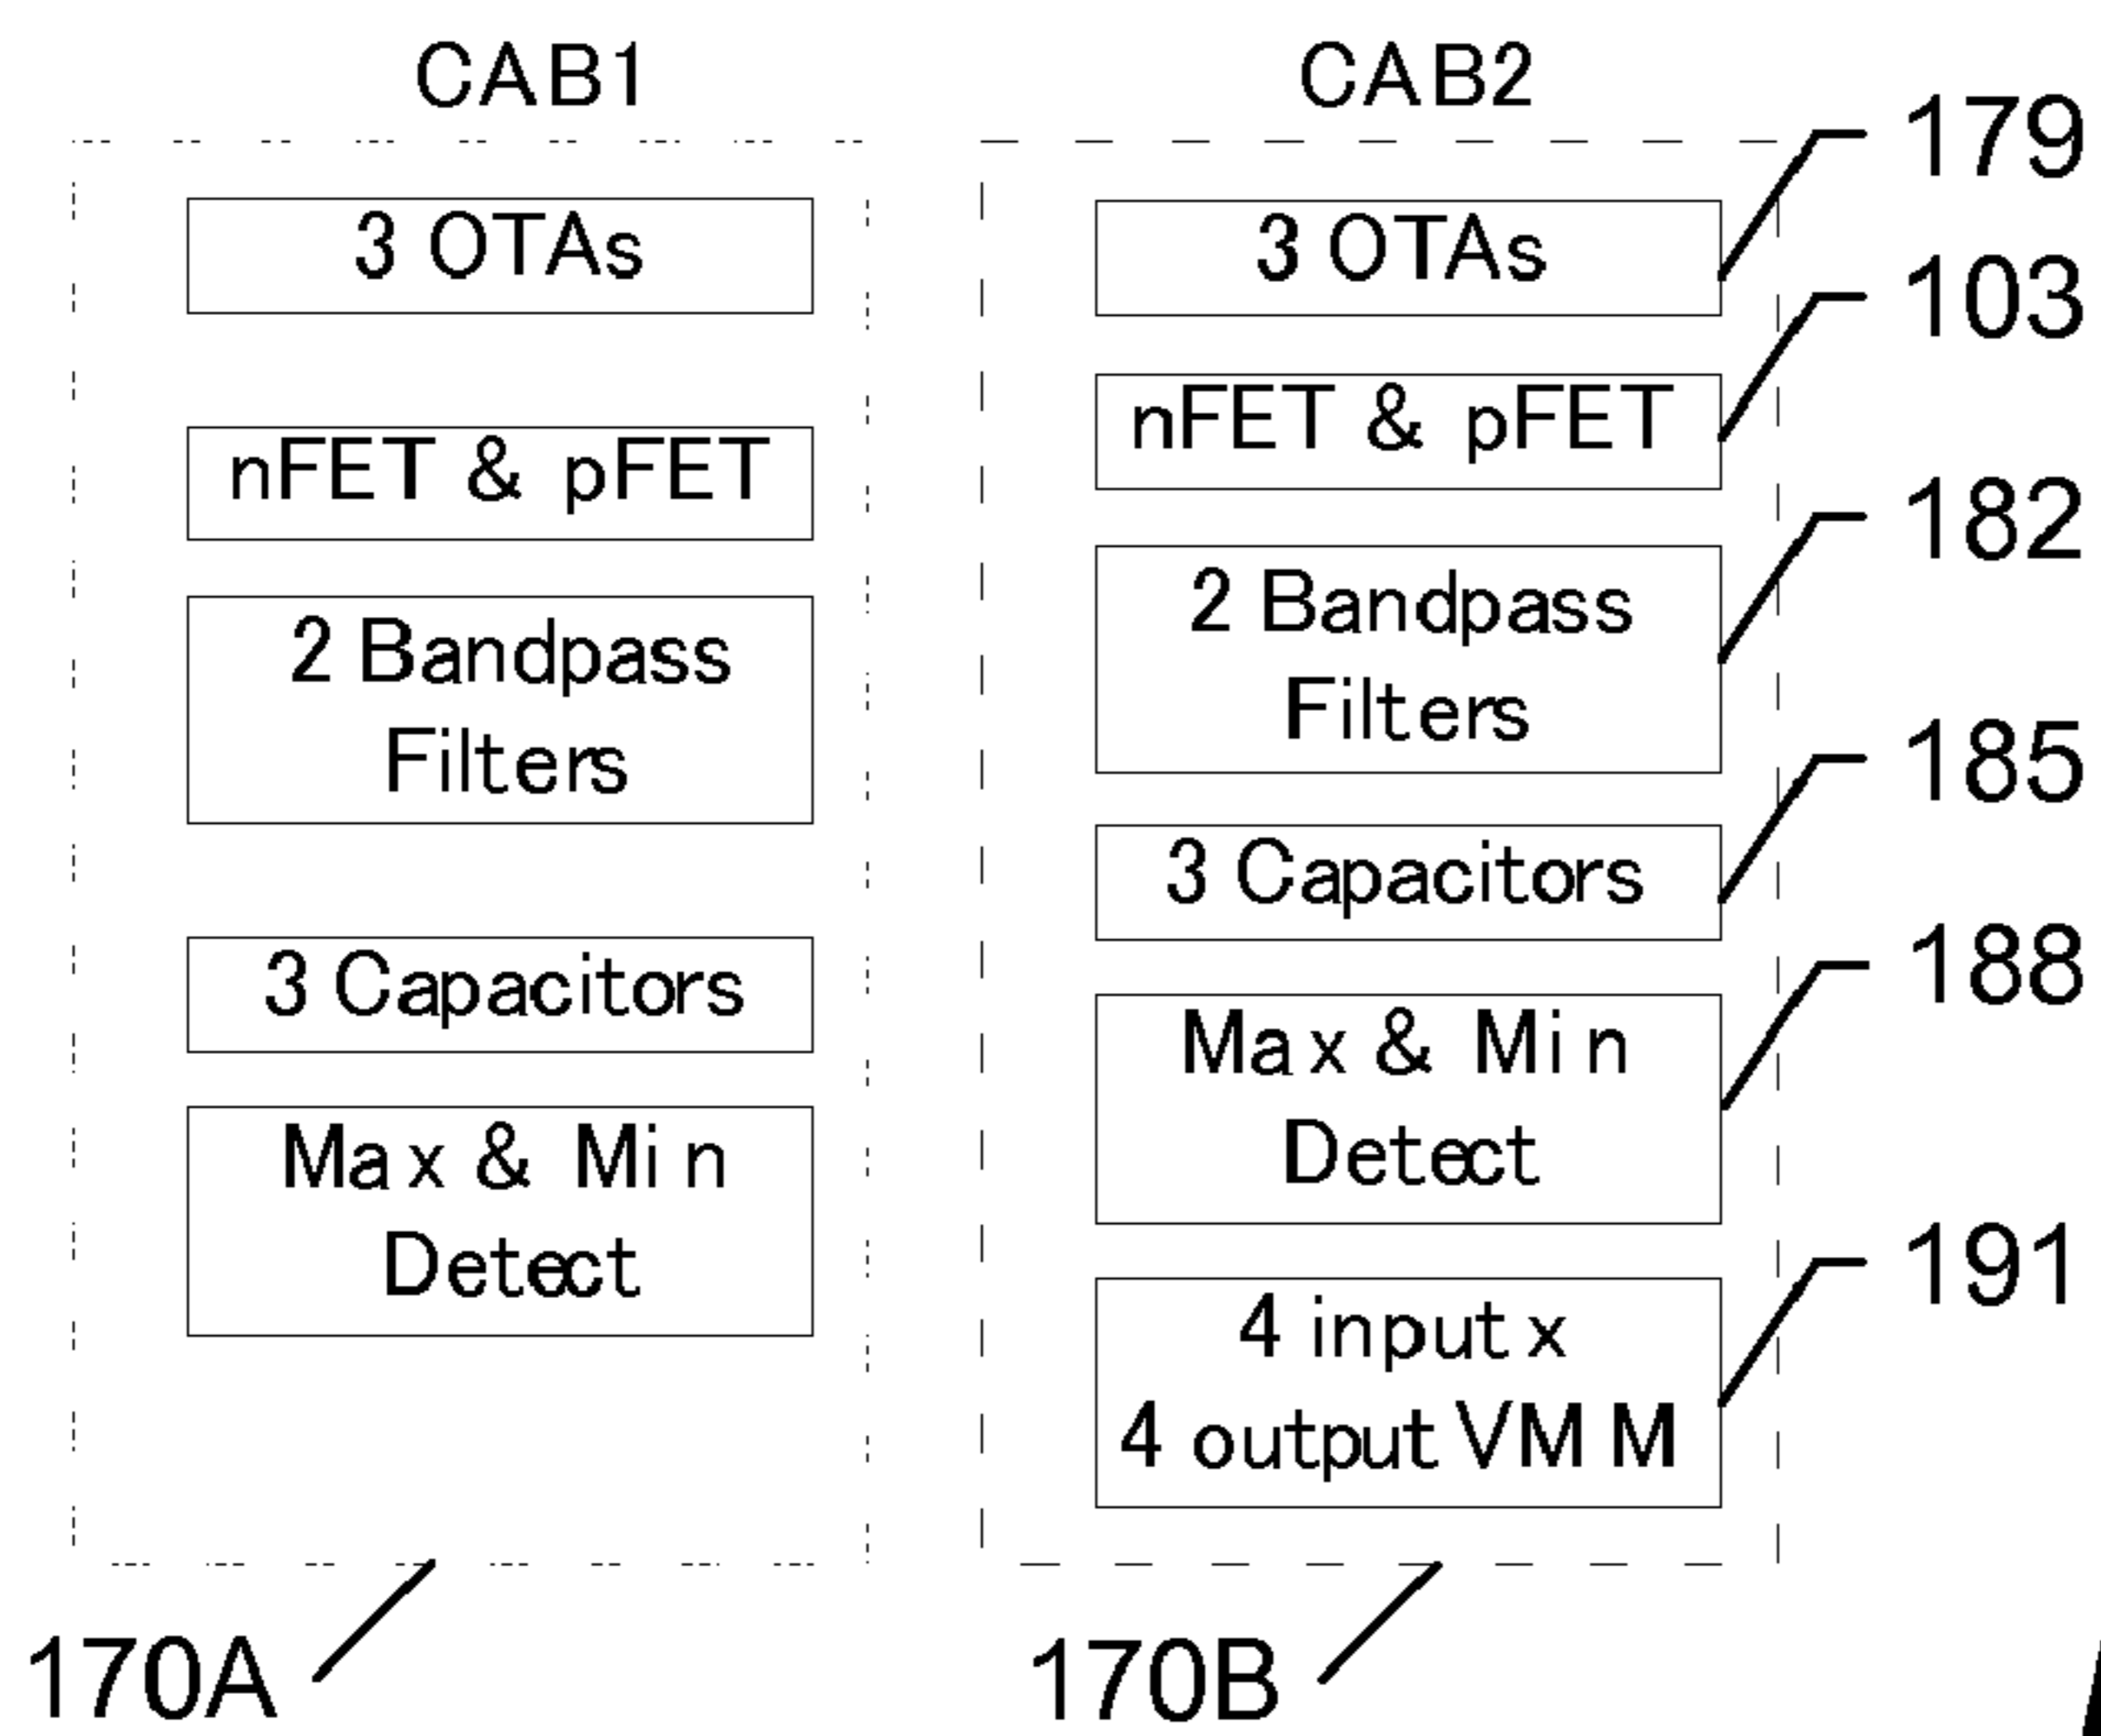 CAB1
3 OTAs
nFET & pFET
2 Bandpass
Filters
3 Capacitors
Max & Min
Detect
170A
CAB2
3 OTAs
nFET & pFET
2 Bandpass
Filters
3 Capacitors
Max & Min
Detect
4 input x
4 output VMM
170B
179
103
182
185
188
191